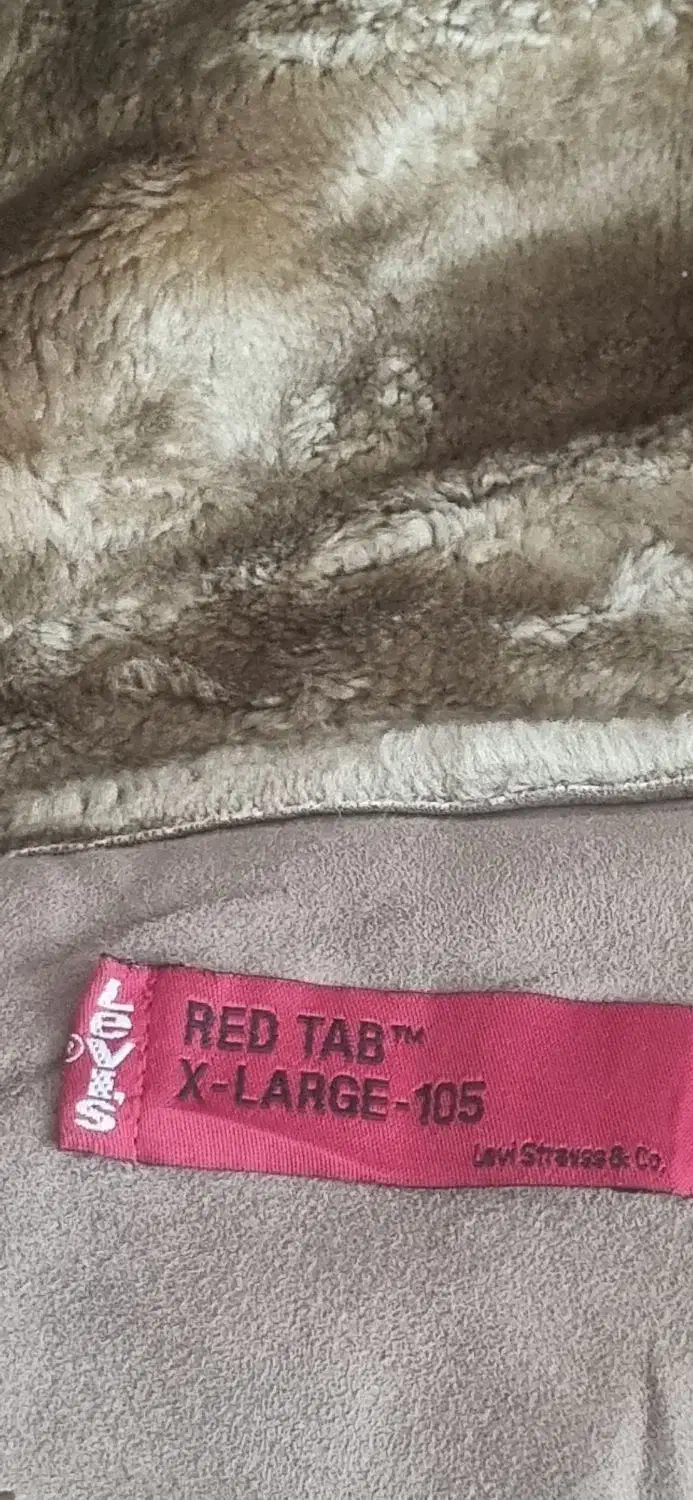 LEVI'S
®
RED TAB™
X-LARGE-105
Levi Strauss & Co.